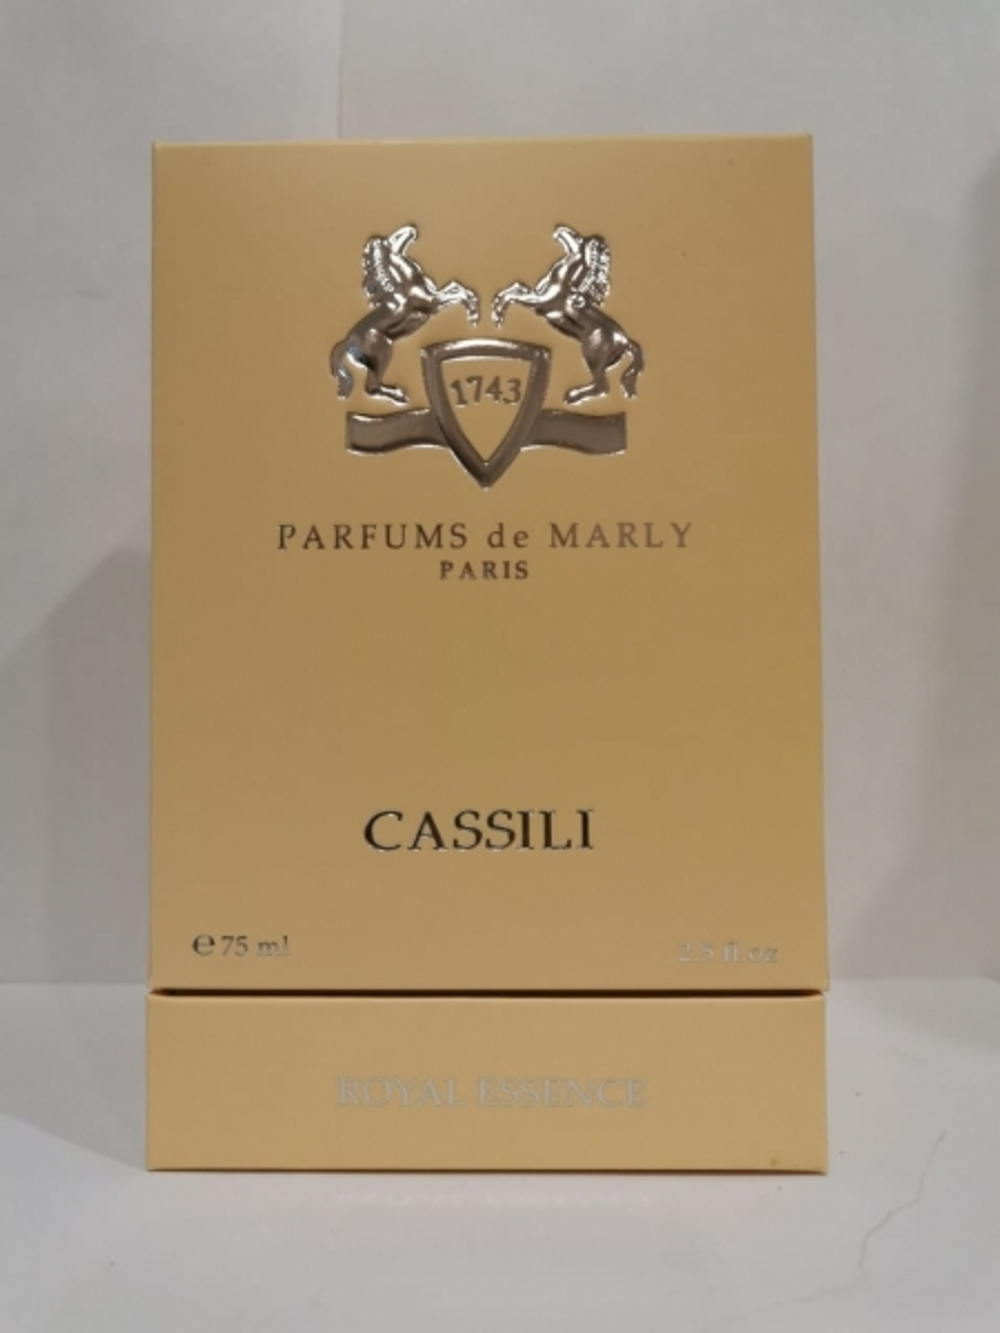 1743
PARFUMS de MARLY
PARIS
CASSILI
℮ 75 ml
2.5 fl.oz
ROYAL ESSENCE